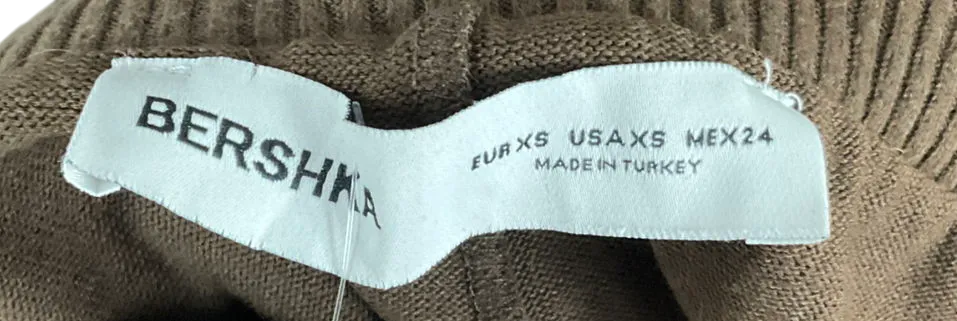 BERSHKA
EUR XS USA XS MEX 24
MADE IN TURKEY